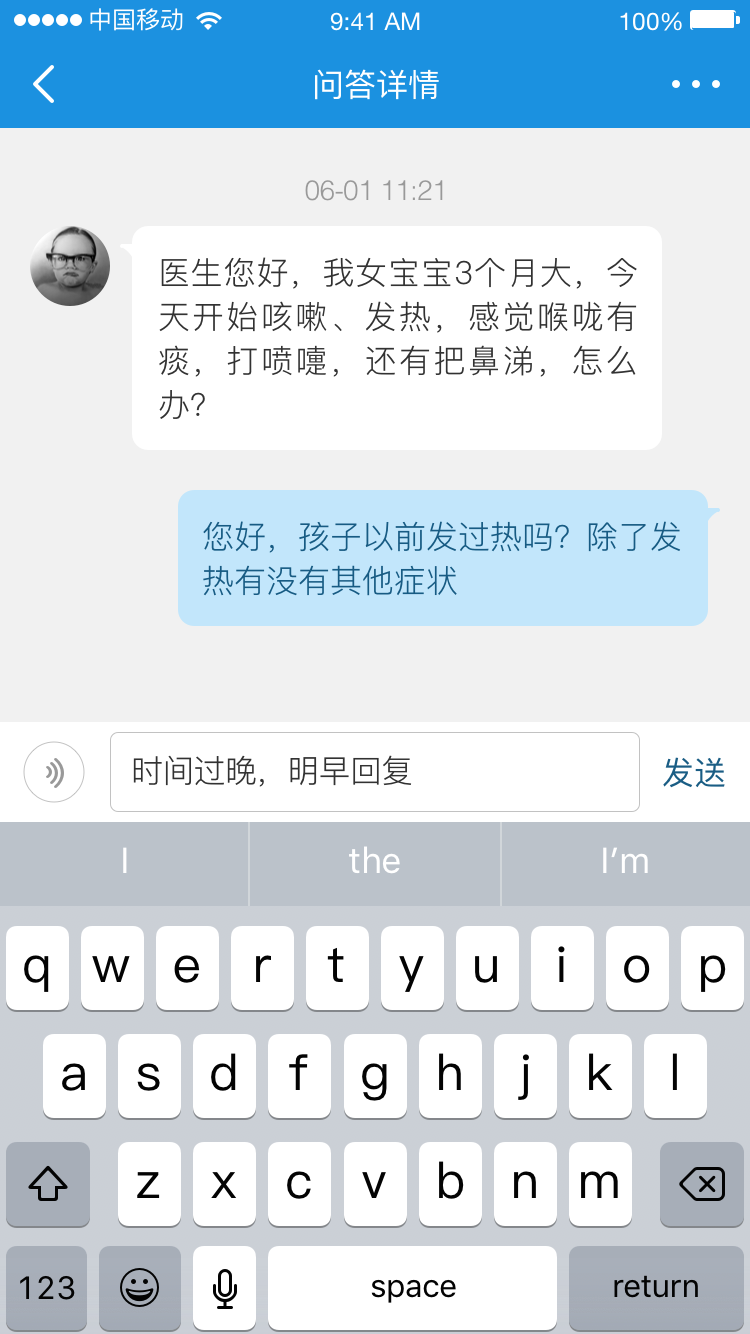 中国移动 9:41 AM 100%
问答详情
06-01 11:21
医生您好，我女宝宝3个月大，今
天开始咳嗽、发热，感觉喉咙有
痰，打喷嚏，还有把鼻涕，怎么
办？
您好，孩子以前发过热吗？除了发
热有没有其他症状
时间过晚，明早回复 发送
I the I’m
q w e r t y u i o p
a s d f g h j k l
z x c v b n m
123 space return